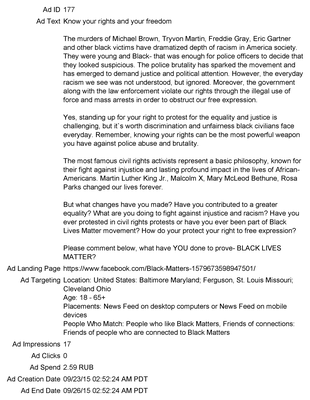 Ad ID 177
Ad Text Know your rights and your freedom
The murders of Michael Brown, Tryvon Martin, Freddie Gray, Eric Gartner
and other black victims have dramatized depth of racism in America society.
They were young and Black- that was enough for police officers to decide that
they looked suspicious. The police brutality has sparked the movement and
has emerged to demand justice and political attention. However, the everyday
racism we see was not understood, but ignored. Moreover, the government
along with the law enforcement violate our rights through the illegal use of
force and mass arrests in order to obstruct our free expression.
Yes, standing up for your right to protest for the equality and justice is
challenging, but it`s worth discrimination and unfairness black civilians face
everyday. Remember, knowing your rights can be the most powerful weapon
you have against police abuse and brutality.
The most famous civil rights activists represent a basic philosophy, known for
their fight against injustice and lasting profound impact in the lives of African-
Americans. Martin Luther King Jr., Malcolm X, Mary McLeod Bethune, Rosa
Parks changed our lives forever.
But what changes have you made? Have you contributed to a greater
equality? What are you doing to fight against injustice and racism? Have you
ever protested in civil rights protests or have you ever been part of Black
Lives Matter movement? How do your protect your right to free expression?
Please comment below, what have YOU done to prove- BLACK LIVES
MATTER?
Ad Landing Page https://www.facebook.com/Black-Matters-1579673598947501/
Ad Targeting Location: United States: Baltimore Maryland; Ferguson, St. Louis Missouri;
Cleveland Ohio
Age: 18 - 65+
Placements: News Feed on desktop computers or News Feed on mobile
devices
People Who Match: People who like Black Matters, Friends of connections:
Friends of people who are connected to Black Matters
Ad Impressions 17
Ad Clicks 0
Ad Spend 2.59 RUB
Ad Creation Date 09/23/15 02:52:24 AM PDT
Ad End Date 09/26/15 02:52:24 AM PDT